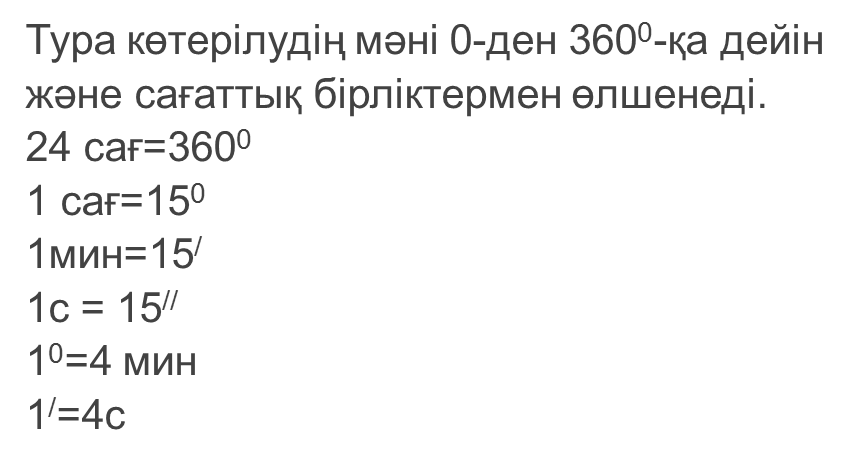 Тура көтерілудің мәні 0-ден 360⁰-қа дейін
және сағаттық бірліктермен өлшенеді.
24 сағ=360⁰
1 сағ=15⁰
1мин=15/
1с = 15//
1⁰=4 мин
1/=4с